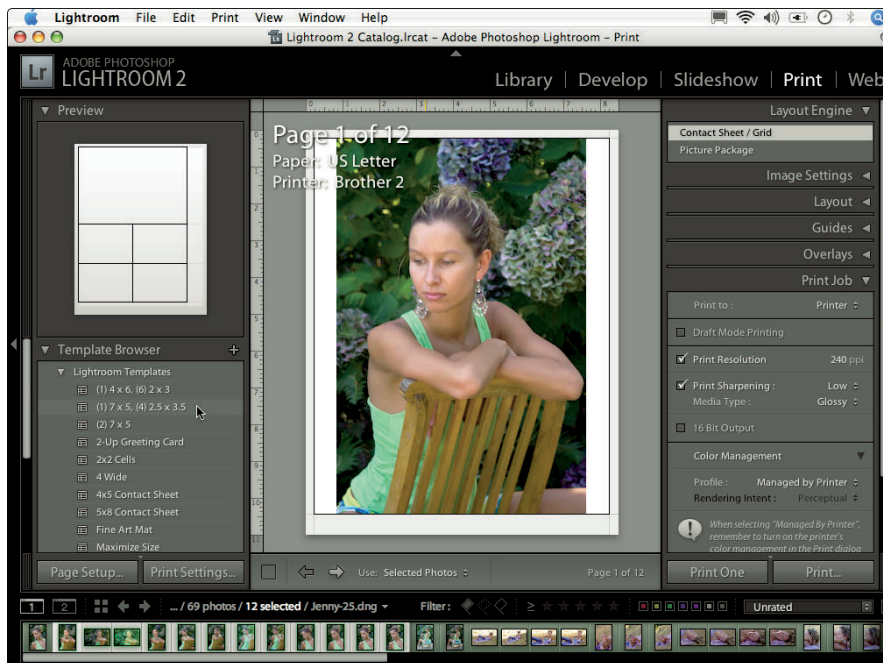 Lightroom File Edit Print View Window Help
Lightroom 2 Catalog.lrcat – Adobe Photoshop Lightroom – Print
Lr ADOBE PHOTOSHOP
LIGHTROOM 2
Library | Develop | Slideshow | Print | Web
Preview
Page 1 of 12
Paper: US Letter
Printer: Brother 2
Template Browser
Lightroom Templates
(1) 4 x 6, (6) 2 x 3
(1) 7 x 5, (4) 2.5 x 3.5
(2) 7 x 5
2-Up Greeting Card
2x2 Cells
4 Wide
4x5 Contact Sheet
5x8 Contact Sheet
Fine Art Mat
Maximize Size
Page Setup... Print Settings...
Use: Selected Photos
Page 1 of 12
Layout Engine
Contact Sheet / Grid
Picture Package
Image Settings
Layout
Guides
Overlays
Print Job
Print to : Printer
Draft Mode Printing
Print Resolution 240 ppi
Print Sharpening : Low
Media Type : Glossy
16 Bit Output
Color Management
Profile : Managed by Printer
Rendering Intent : Perceptual
When selecting "Managed By Printer",
remember to turn on the printer's
color management in the Print dialog
Print One Print...
1 2 ... / 69 photos / 12 selected / Jenny-25.dng Filter : Unrated